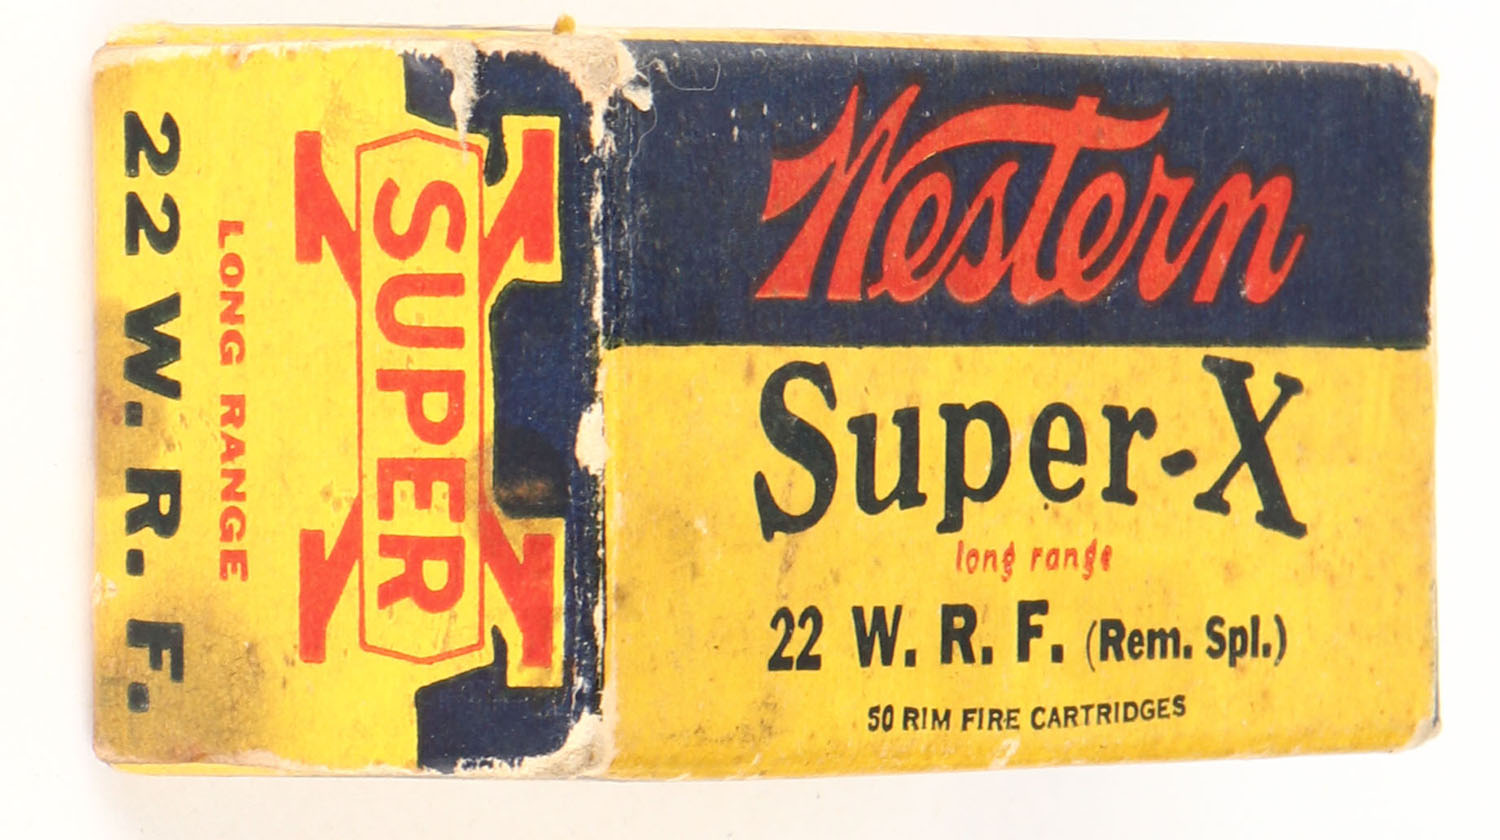 Western
Super-X
long range
22 W. R. F. (Rem. Spl.)
50 RIM FIRE CARTRIDGES
SUPER X
LONG RANGE
22 W. R. F.